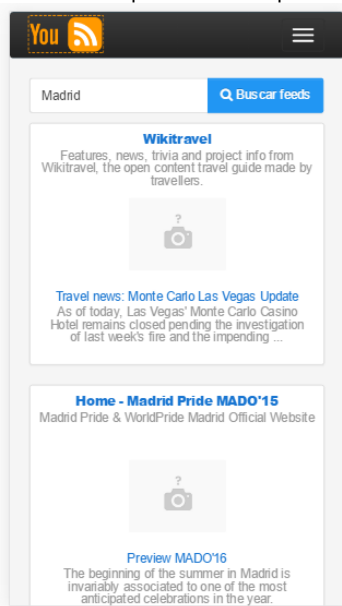 You
Madrid
Buscar feeds
Wikitravel
Features, news, trivia and project info from
Wikitravel, the open content travel guide made by
travellers.
?
Travel news: Monte Carlo Las Vegas Update
As of today, Las Vegas' Monte Carlo Casino
Hotel remains closed pending the investigation
of last week's fire and the impending ...
Home - Madrid Pride MADO'15
Madrid Pride & WorldPride Madrid Official Website
?
Preview MADO'16
The beginning of the summer in Madrid is
invariably associated to one of the most
anticipated celebrations in the year.